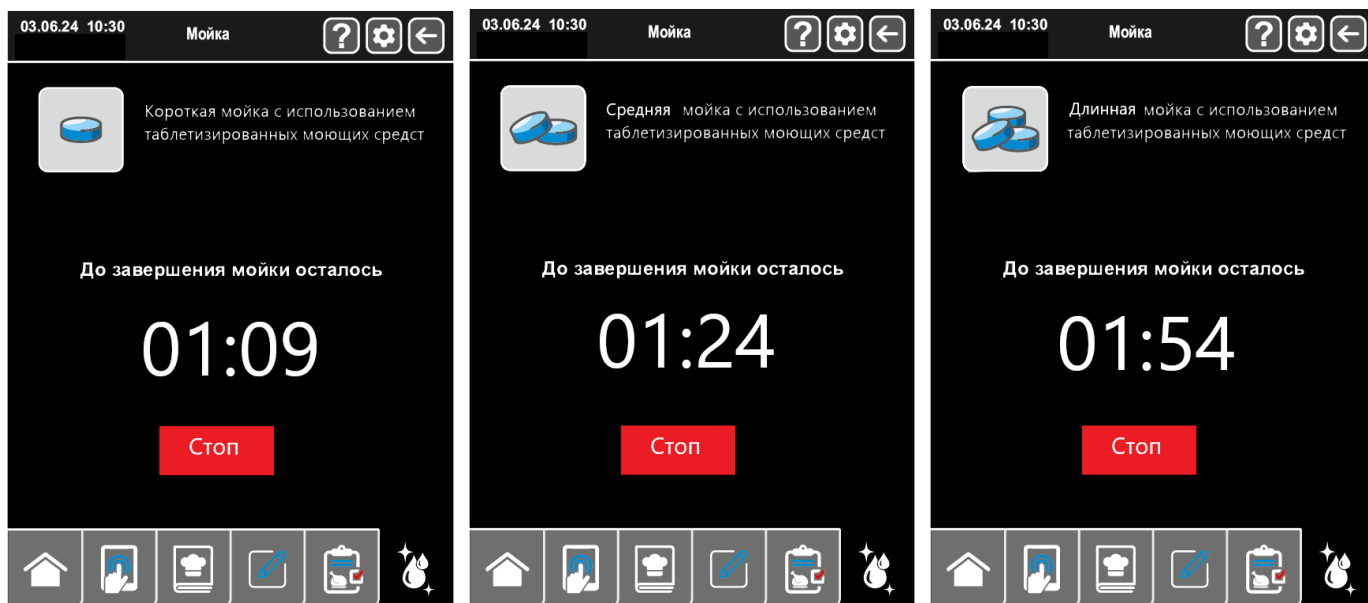 03.06.24 10:30
Мойка
?
Короткая мойка с использованием
таблетизированных моющих средст
До завершения мойки осталось
01:09
Стоп
03.06.24 10:30
Мойка
?
Средняя мойка с использованием
таблетизированных моющих средст
До завершения мойки осталось
01:24
Стоп
03.06.24 10:30
Мойка
?
Длинная мойка с использованием
таблетизированных моющих средст
До завершения мойки осталось
01:54
Стоп